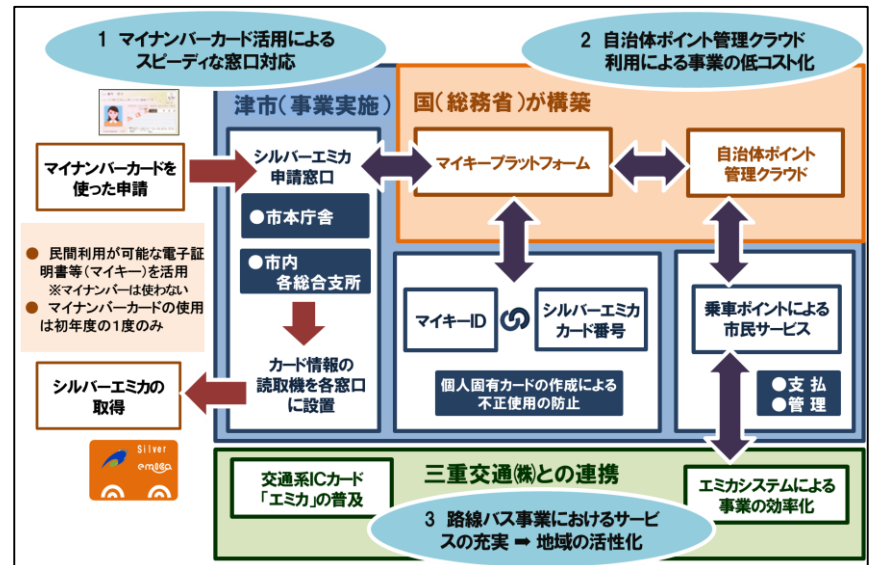 1 マイナンバーカード活用による
スピーディな窓口対応
2 自治体ポイント管理クラウド
利用による事業の低コスト化
津市(事業実施)
国(総務省)が構築
マイナンバーカードを
使った申請
シルバーエミカ
申請窓口
●市本庁舎
●市内
各総合支所
カード情報の
読取機を各窓口
に設置
マイキープラットフォーム
自治体ポイント
管理クラウド
● 民間利用が可能な電子証
明書等(マイキー)を活用
※マイナンバーは使わない
● マイナンバーカードの使用
は初年度の1度のみ
マイキーID
シルバーエミカ
カード番号
個人固有カードの作成による
不正使用の防止
乗車ポイントによる
市民サービス
●支 払
●管 理
シルバーエミカの
取得
Silver
emica
三重交通㈱との連携
交通系ICカード
「エミカ」の普及
エミカシステムによる
事業の効率化
3 路線バス事業におけるサービ
スの充実 ➡ 地域の活性化